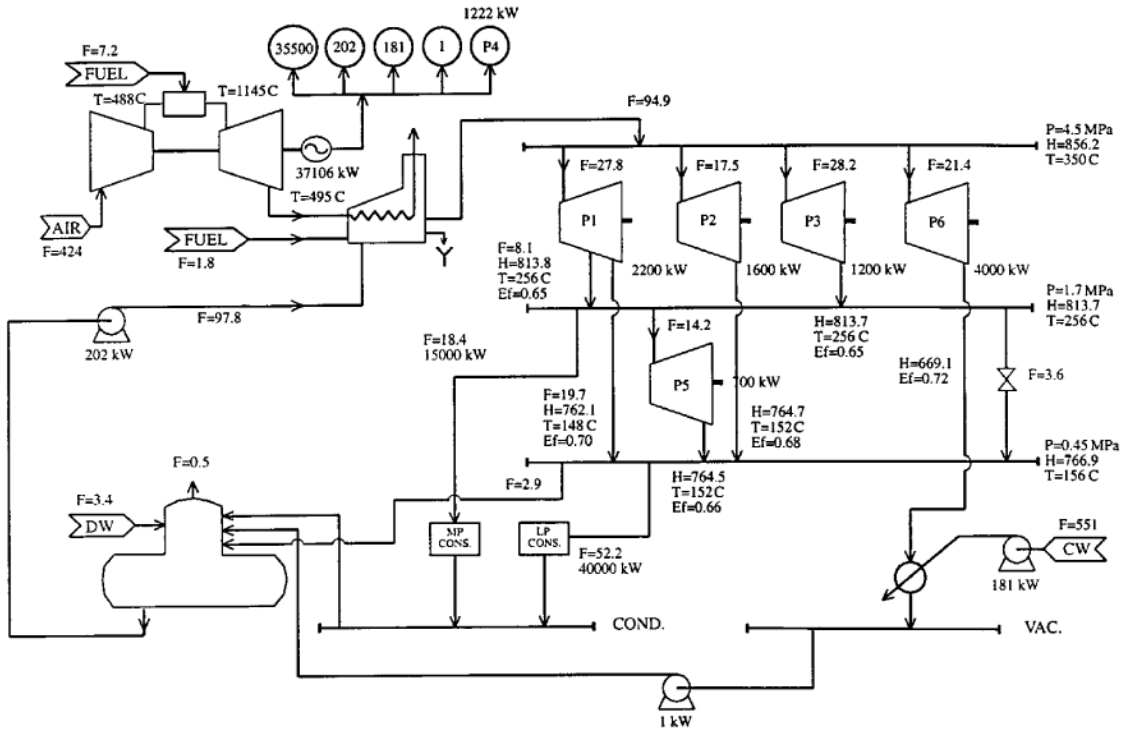 1222 kW
35500
202
181
1
P4
F=7.2
FUEL
T=488C
T=1145C
37106 kW
F=94.9
P=4.5 MPa
H=856.2
T=350 C
F=27.8
F=17.5
F=28.2
F=21.4
T=495 C
AIR
F=424
FUEL
F=1.8
P1
P2
P3
P6
2200 kW
1600 kW
1200 kW
4000 kW
F=8.1
H=813.8
T=256 C
Ef=0.65
P=1.7 MPa
H=813.7
T=256 C
F=97.8
202 kW
F=18.4
15000 kW
F=14.2
P5
H=813.7
T=256 C
Ef=0.65
H=669.1
Ef=0.72
F=3.6
F=19.7
H=762.1
T=148 C
Ef=0.70
H=764.7
T=152 C
Ef=0.68
P=0.45 MPa
H=766.9
T=156 C
F=0.5
F=3.4
DW
F=2.9
H=764.5
T=152 C
Ef=0.66
MP
CONS.
LP
CONS.
F=52.2
40000 kW
F=551
CW
181 kW
COND.
VAC.
1 kW